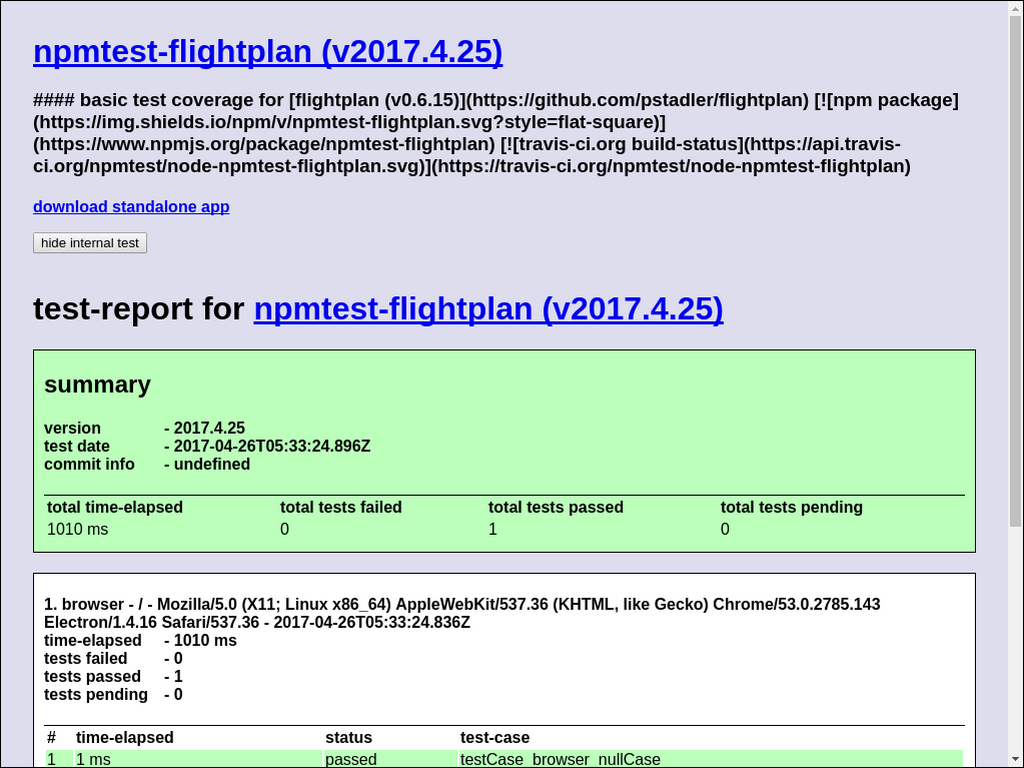 npmtest-flightplan (v2017.4.25)
#### basic test coverage for [flightplan (v0.6.15)](https://github.com/pstadler/flightplan) [![npm package]
(https://img.shields.io/npm/v/npmtest-flightplan.svg?style=flat-square)]
(https://www.npmjs.org/package/npmtest-flightplan) [![travis-ci.org build-status](https://api.travis-
ci.org/npmtest/node-npmtest-flightplan.svg)](https://travis-ci.org/npmtest/node-npmtest-flightplan)
download standalone app
hide internal test
test-report for npmtest-flightplan (v2017.4.25)
summary
version - 2017.4.25
test date - 2017-04-26T05:33:24.896Z
commit info - undefined
total time-elapsed total tests failed total tests passed total tests pending
1010 ms 0 1 0
1. browser - / - Mozilla/5.0 (X11; Linux x86_64) AppleWebKit/537.36 (KHTML, like Gecko) Chrome/53.0.2785.143
Electron/1.4.16 Safari/537.36 - 2017-04-26T05:33:24.836Z
time-elapsed - 1010 ms
tests failed - 0
tests passed - 1
tests pending - 0
# time-elapsed status test-case
1 1 ms passed testCase_browser_nullCase